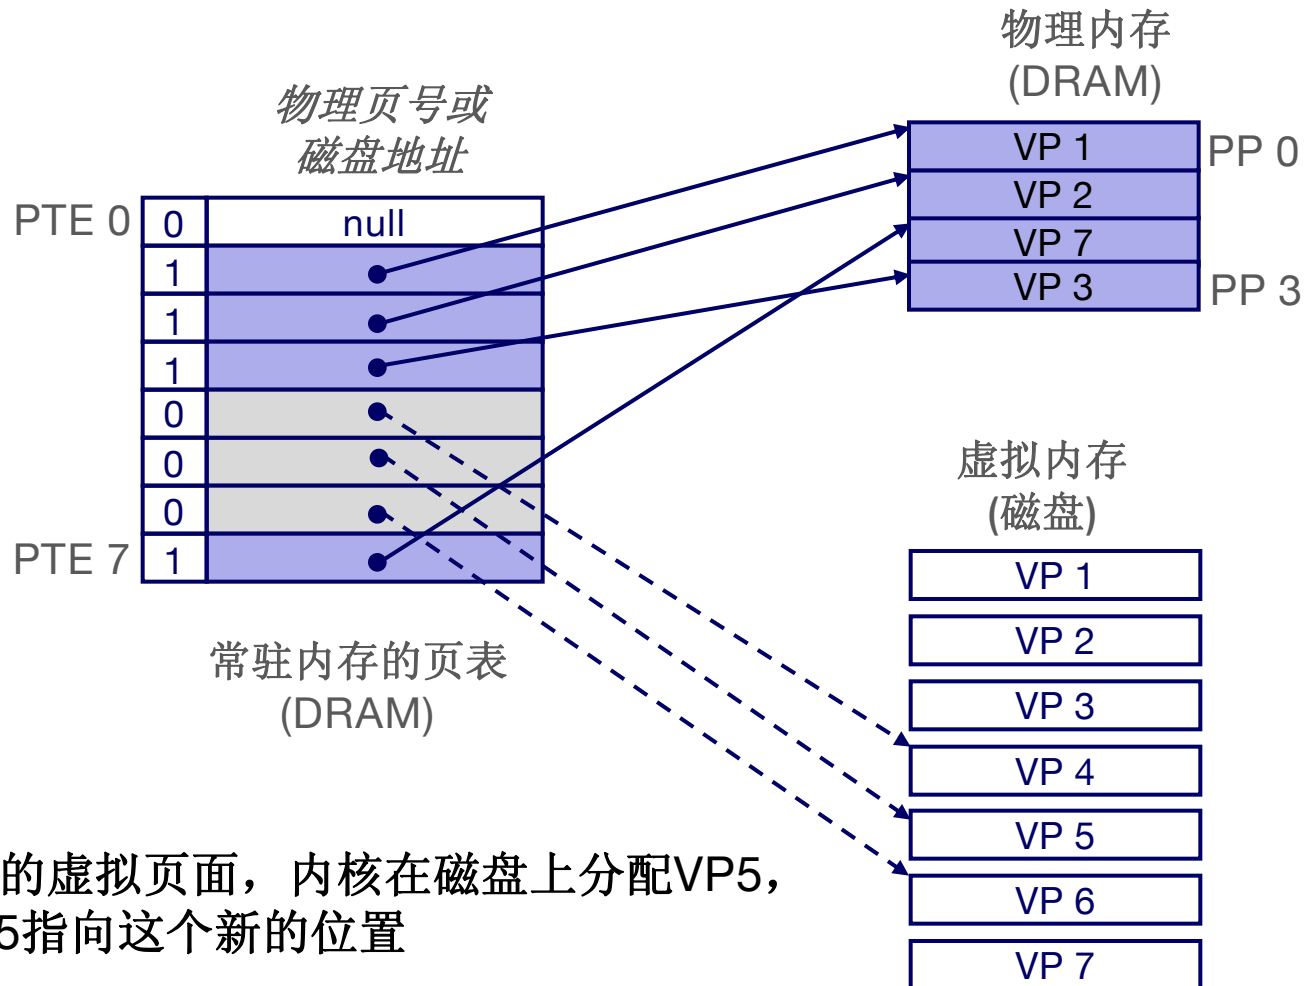 物理内存
(DRAM)
物理页号或
磁盘地址
VP 1
PP 0
VP 2
VP 7
VP 3
PP 3
PTE 0
0
null
1
1
1
0
0
0
PTE 7
1
常驻内存的页表
(DRAM)
虚拟内存
(磁盘)
VP 1
VP 2
VP 3
VP 4
VP 5
VP 6
VP 7
的虚拟页面，内核在磁盘上分配VP5，
5指向这个新的位置